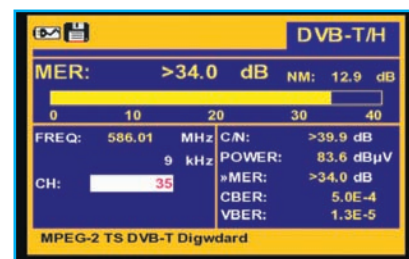 DVB-T/H
MER: >34.0 dB NM: 12.9 dB
0 10 20 30 40
FREQ: 586.01 MHz
9 kHz
CH: 35
C/N: >39.9 dB
POWER: 83.6 dBµV
»MER: >34.0 dB
CBER: 5.0E-4
VBER: 1.3E-5
MPEG-2 TS DVB-T Digwdard